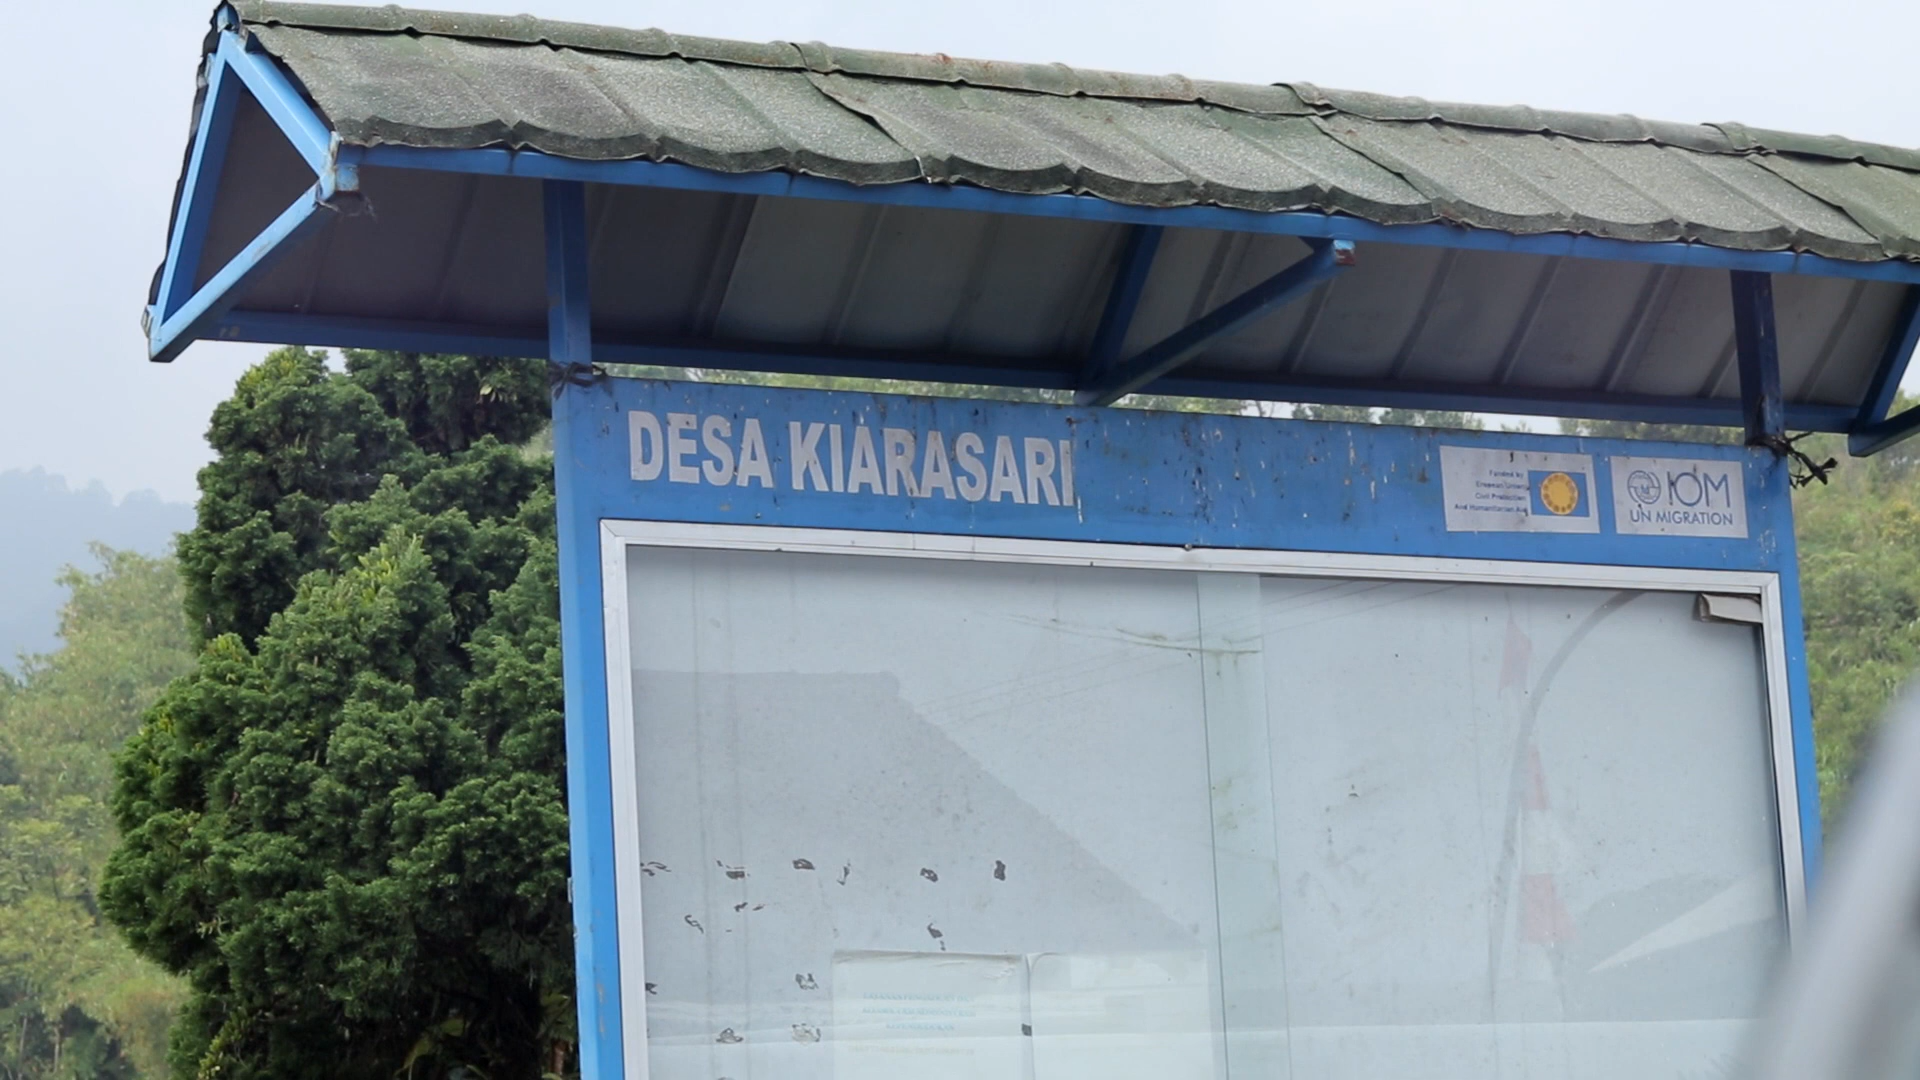 DESA KIARASARI
Funded by
European Union
Civil Protection
And Humanitarian Aid
IOM
UN MIGRATION